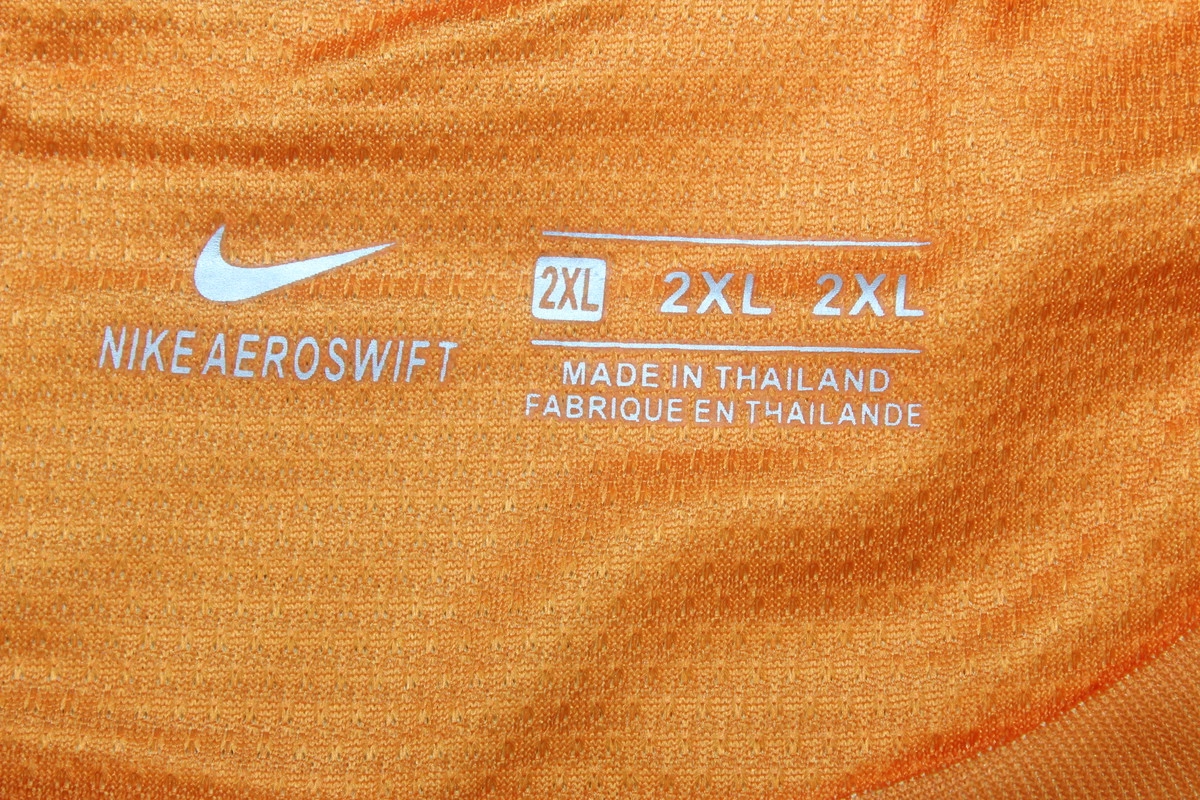 NIKE AEROSWIFT
2XL 2XL 2XL
MADE IN THAILAND
FABRIQUE EN THAILANDE